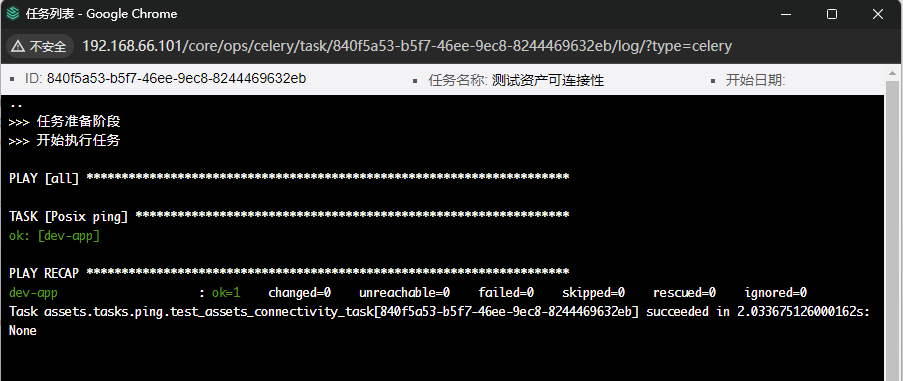 任务列表 - Google Chrome
不安全 192.168.66.101/core/ops/celery/task/840f5a53-b5f7-46ee-9ec8-8244469632eb/log/?type=celery
ID: 840f5a53-b5f7-46ee-9ec8-8244469632eb 任务名称: 测试资产可连接性 开始日期:
..
>>> 任务准备阶段
>>> 开始执行任务
PLAY [all] *********************************************************************
TASK [Posix ping] **************************************************************
ok: [dev-app]
PLAY RECAP *********************************************************************
dev-app : ok=1 changed=0 unreachable=0 failed=0 skipped=0 rescued=0 ignored=0
Task assets.tasks.ping.test_assets_connectivity_task[840f5a53-b5f7-46ee-9ec8-8244469632eb] succeeded in 2.033675126000162s:
None